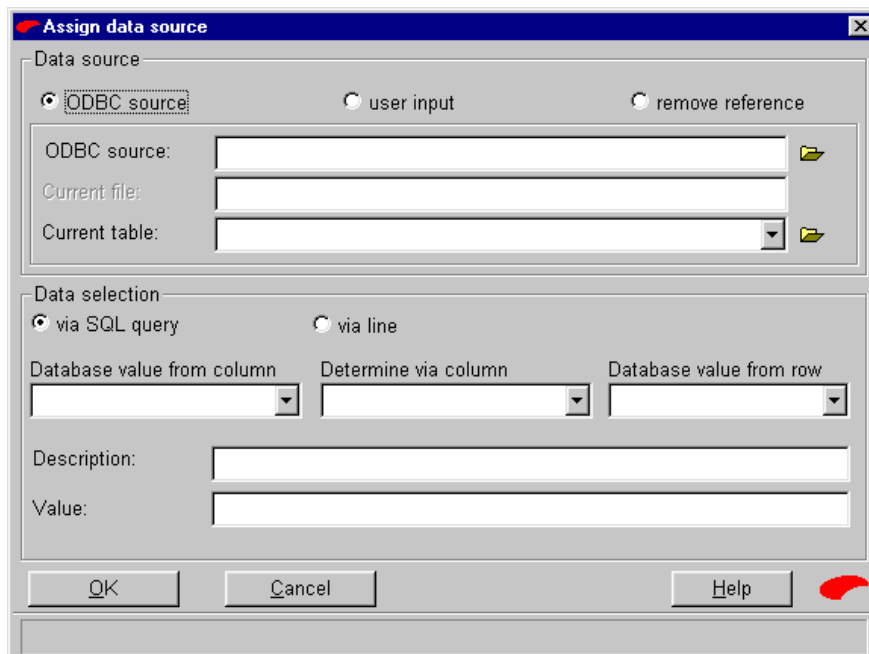 Assign data source
Data source
ODBC source user input remove reference
ODBC source:
Current file:
Current table:
Data selection
via SQL query via line
Database value from column Determine via column Database value from row
Description:
Value:
OK Cancel Help